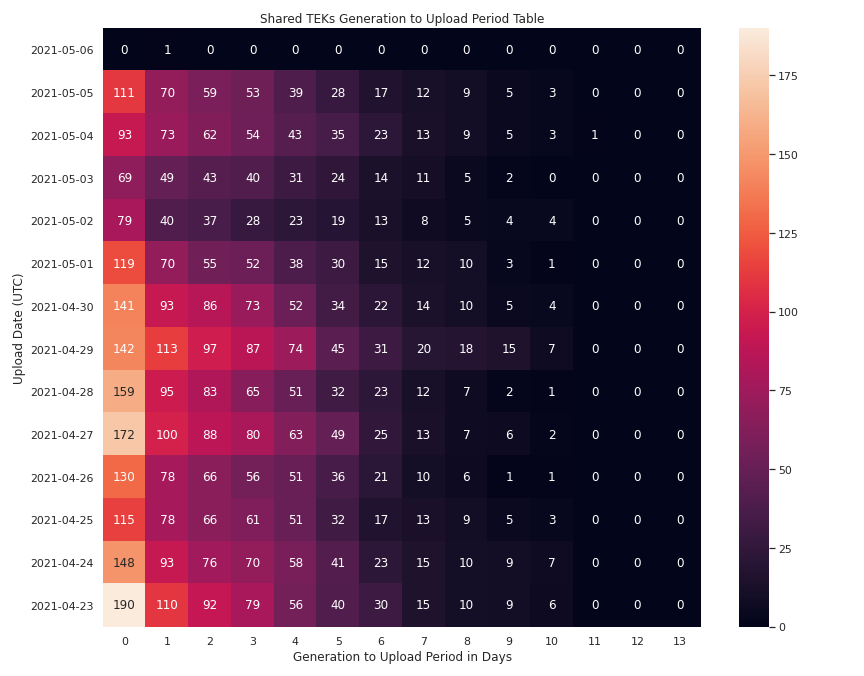 Shared TEKs Generation to Upload Period Table
Upload Date (UTC)
2021-05-06 0 1 0 0 0 0 0 0 0 0 0 0 0 0
2021-05-05 111 70 59 53 39 28 17 12 9 5 3 0 0 0
2021-05-04 93 73 62 54 43 35 23 13 9 5 3 1 0 0
2021-05-03 69 49 43 40 31 24 14 11 5 2 0 0 0 0
2021-05-02 79 40 37 28 23 19 13 8 5 4 4 0 0 0
2021-05-01 119 70 55 52 38 30 15 12 10 3 1 0 0 0
2021-04-30 141 93 86 73 52 34 22 14 10 5 4 0 0 0
2021-04-29 142 113 97 87 74 45 31 20 18 15 7 0 0 0
2021-04-28 159 95 83 65 51 32 23 12 7 2 1 0 0 0
2021-04-27 172 100 88 80 63 49 25 13 7 6 2 0 0 0
2021-04-26 130 78 66 56 51 36 21 10 6 1 1 0 0 0
2021-04-25 115 78 66 61 51 32 17 13 9 5 3 0 0 0
2021-04-24 148 93 76 70 58 41 23 15 10 9 7 0 0 0
2021-04-23 190 110 92 79 56 40 30 15 10 9 6 0 0 0
0 1 2 3 4 5 6 7 8 9 10 11 12 13
Generation to Upload Period in Days
175
150
125
100
75
50
25
0